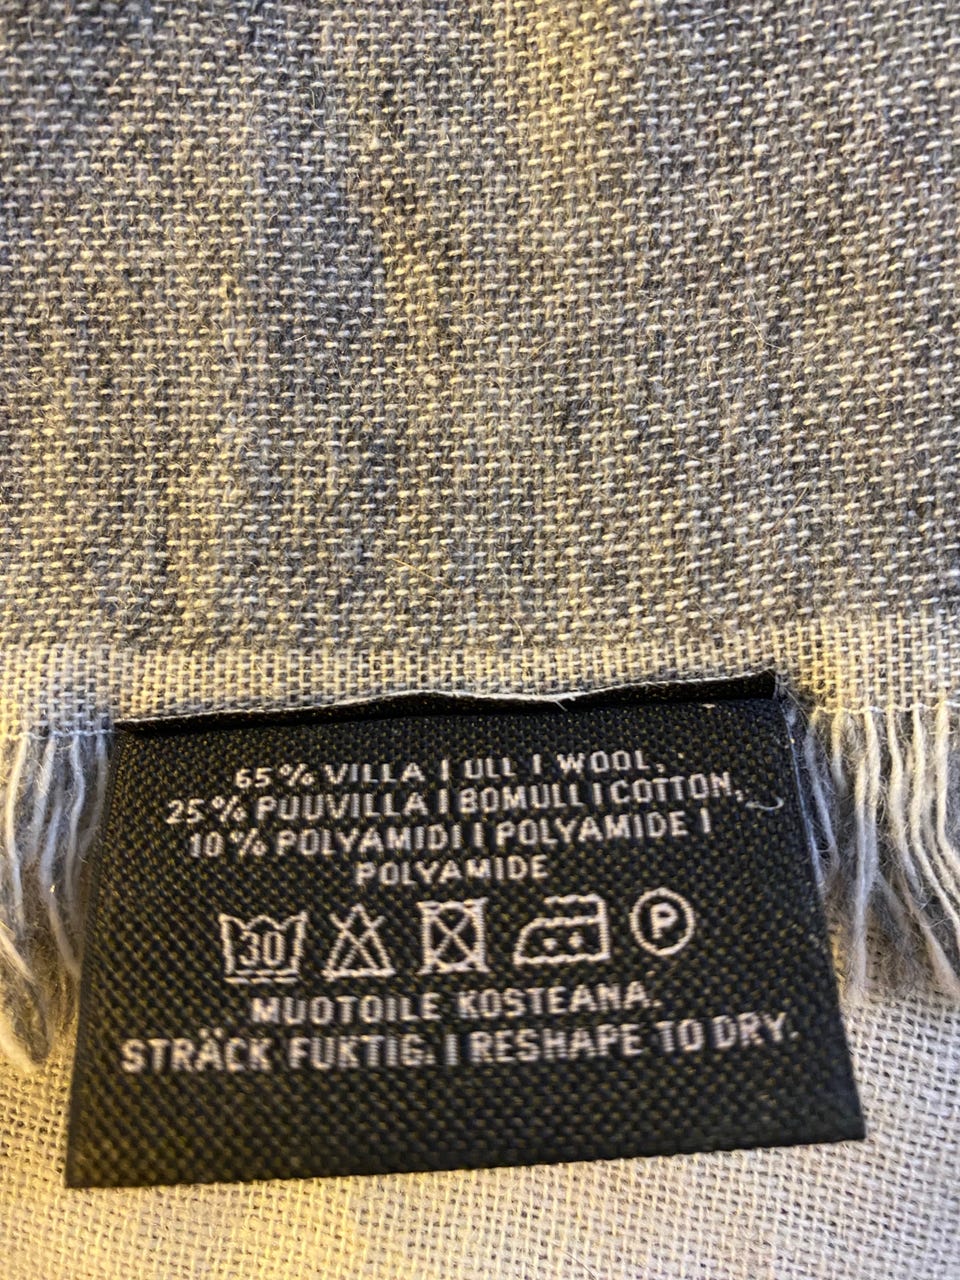 65% VILLA | ULL | WOOL,
25% PUUVILLA | BOMULL | COTTON,
10% POLYAMIDI | POLYAMIDE |
POLYAMIDE
30 P
MUOTOILE KOSTEANA.
STRÄCK FUKTIG. | RESHAPE TO DRY.